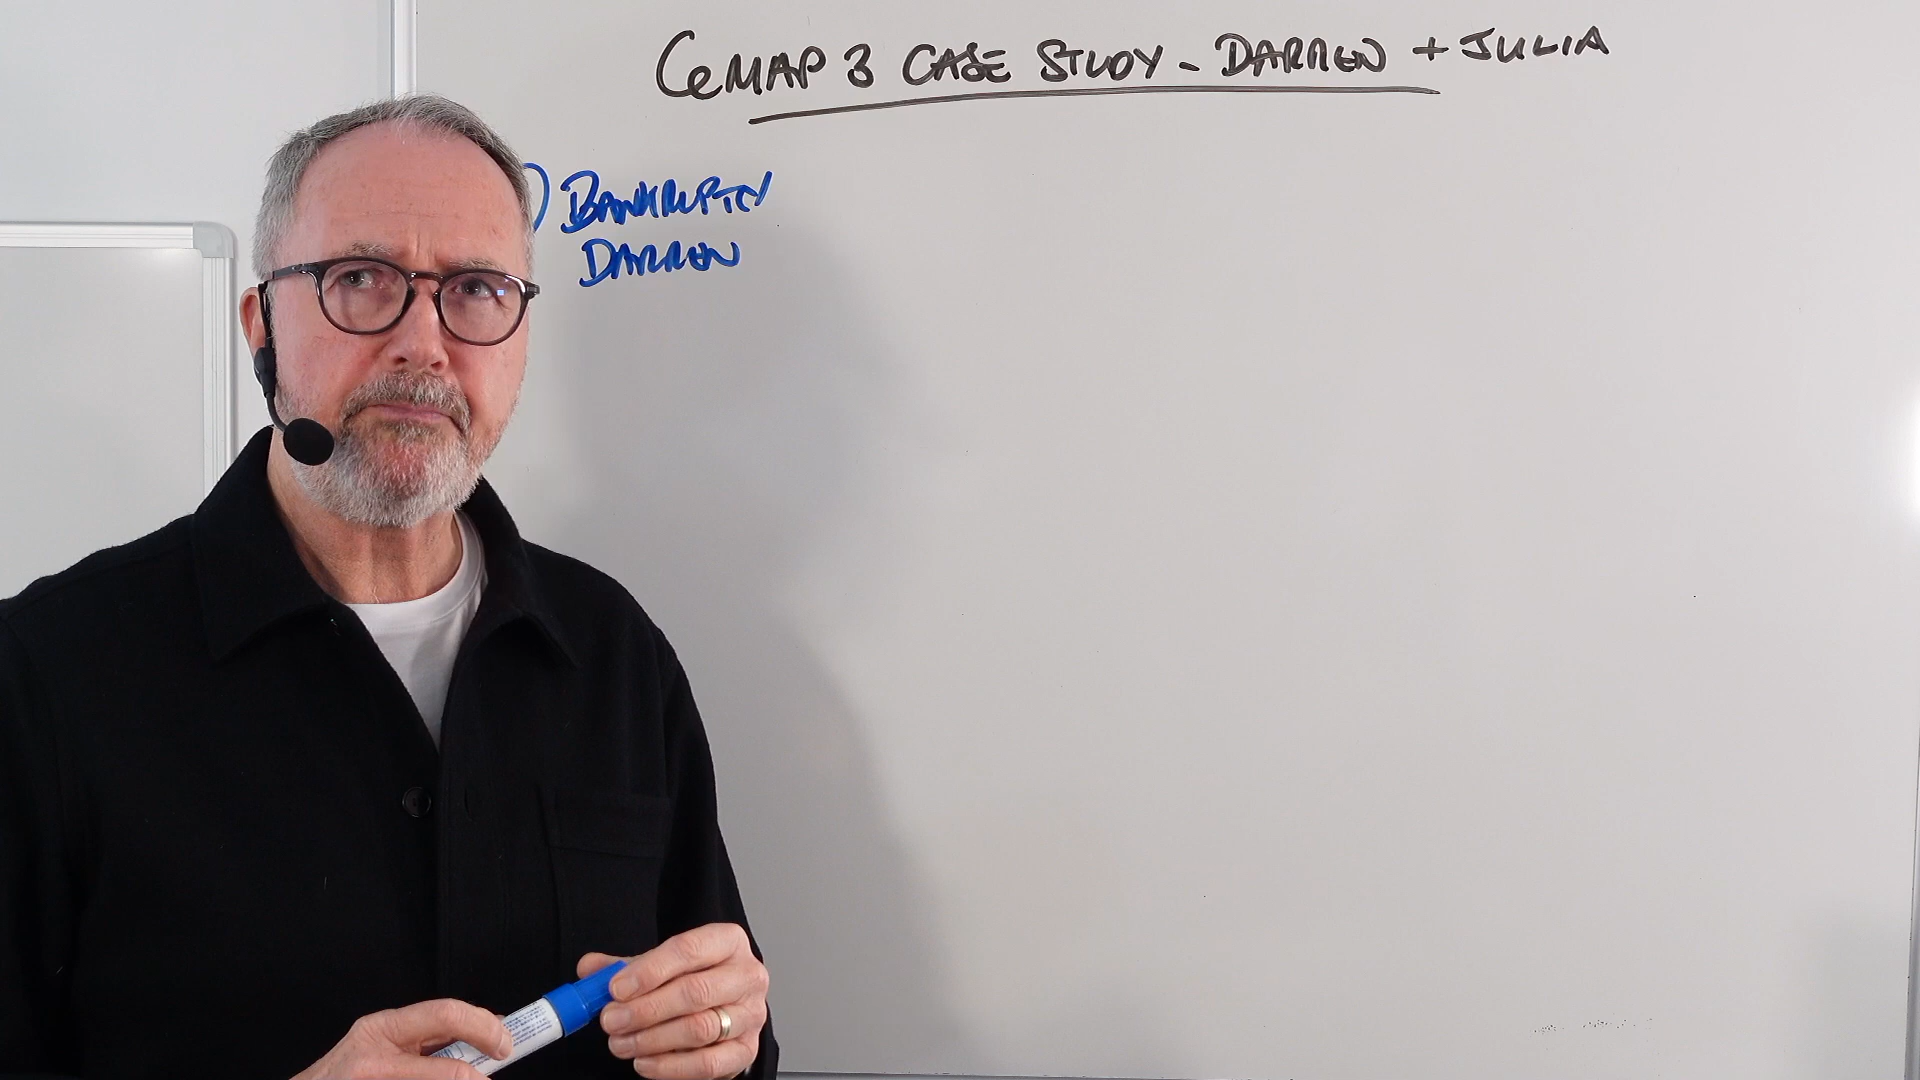 CeMAP 3 CASE STUDY - DARREN + JULIA
) BANKRUPTCY
DARREN